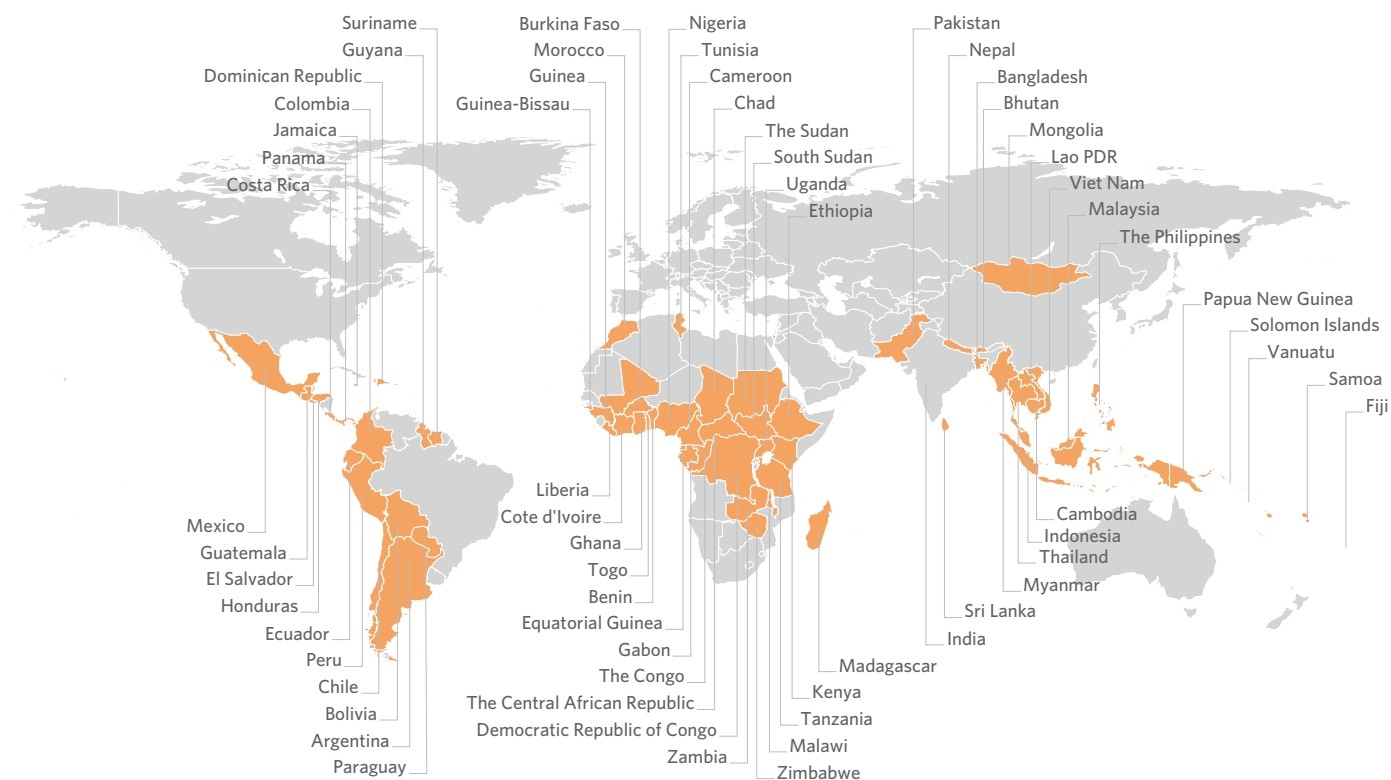 Suriname
Guyana
Dominican Republic
Colombia
Jamaica
Panama
Costa Rica
Burkina Faso
Morocco
Guinea
Guinea-Bissau
Nigeria
Tunisia
Cameroon
Chad
The Sudan
South Sudan
Uganda
Ethiopia
Pakistan
Nepal
Bangladesh
Bhutan
Mongolia
Lao PDR
Viet Nam
Malaysia
The Philippines
Papua New Guinea
Solomon Islands
Vanuatu
Samoa
Fiji
Mexico
Guatemala
El Salvador
Honduras
Ecuador
Peru
Chile
Bolivia
Argentina
Paraguay
Liberia
Cote d'Ivoire
Ghana
Togo
Benin
Equatorial Guinea
Gabon
The Congo
The Central African Republic
Democratic Republic of Congo
Zambia
Zimbabwe
Malawi
Tanzania
Kenya
Madagascar
Cambodia
Indonesia
Thailand
Myanmar
Sri Lanka
India